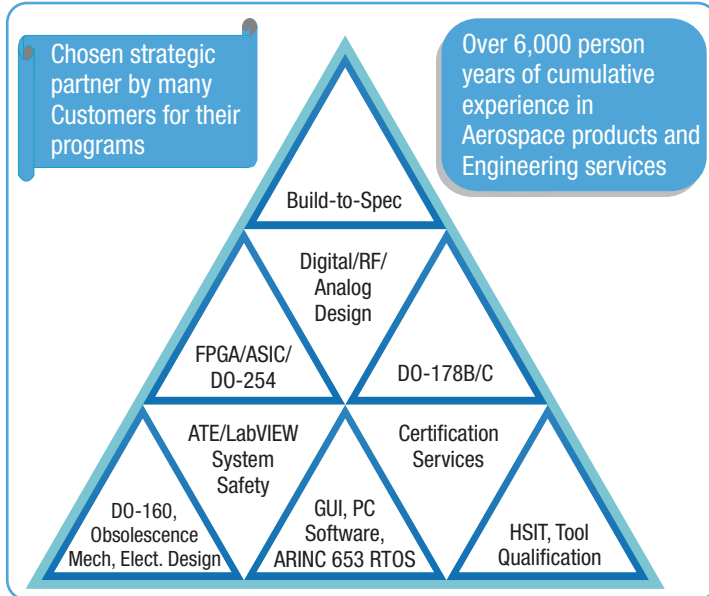 Chosen strategic
partner by many
Customers for their
programs
Over 6,000 person
years of cumulative
experience in
Aerospace products and
Engineering services
Build-to-Spec
Digital/RF/
Analog
Design
FPGA/ASIC/
DO-254
DO-178B/C
ATE/LabVIEW
System
Safety
Certification
Services
DO-160,
Obsolescence
Mech, Elect. Design
GUI, PC
Software,
ARINC 653 RTOS
HSIT, Tool
Qualification